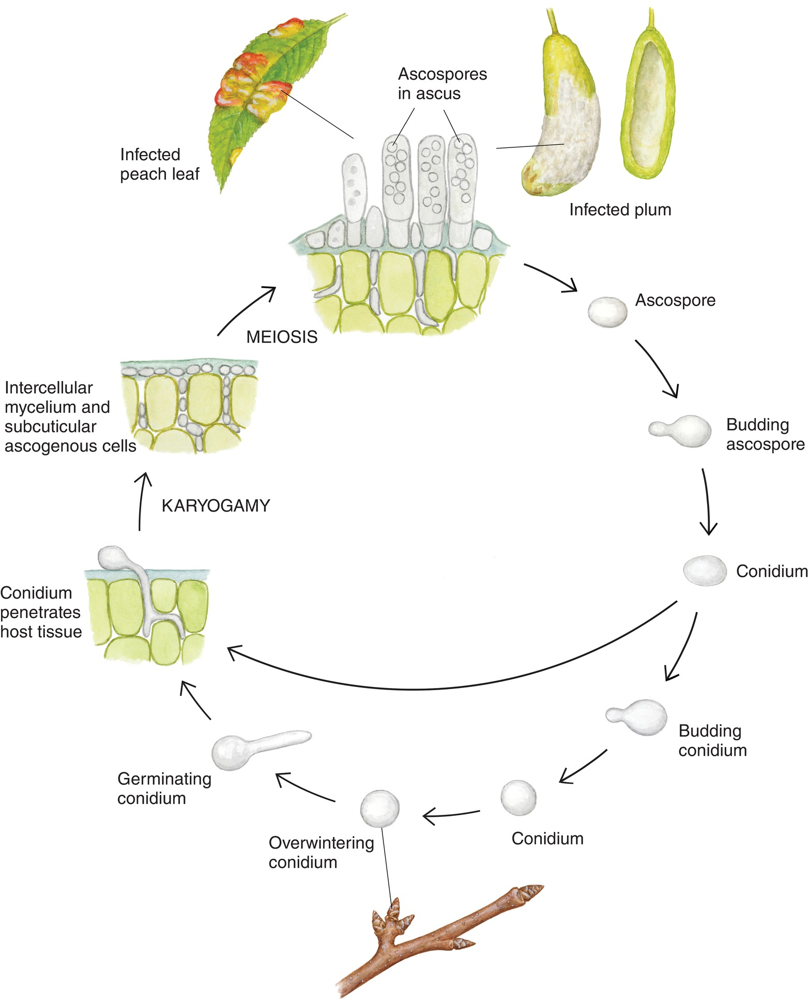 Ascospores
in ascus
Infected
peach leaf
Infected plum
Ascospore
MEIOSIS
Intercellular
mycelium and
subcuticular
ascogenous cells
Budding
ascospore
KARYOGAMY
Conidium
Conidium
penetrates
host tissue
Budding
conidium
Germinating
conidium
Overwintering
conidium
Conidium